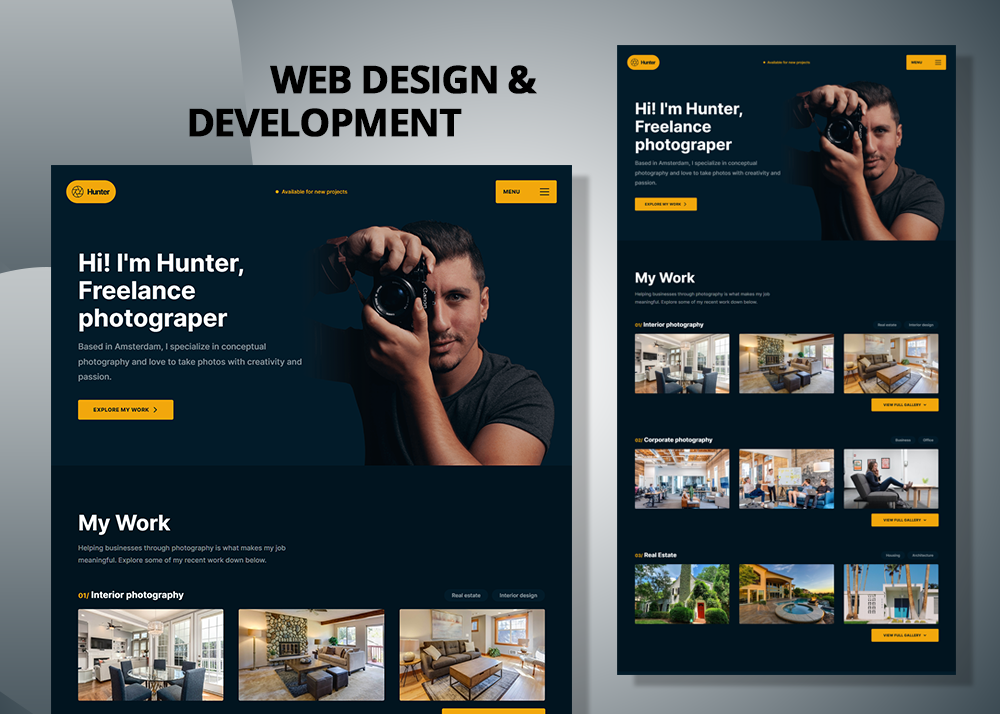 WEB DESIGN &
DEVELOPMENT
Hunter
Available for new projects
MENU
Hi! I'm Hunter,
Freelance
photograper
Based in Amsterdam, I specialize in conceptual
photography and love to take photos with creativity and
passion.
EXPLORE MY WORK
Canon
My Work
Helping businesses through photography is what makes my job
meaningful. Explore some of my recent work down below.
01/ Interior photography
Real estate
Interior design
Hunter
Available for new projects
MENU
Hi! I'm Hunter,
Freelance
photograper
Based in Amsterdam, I specialize in conceptual
photography and love to take photos with creativity and
passion.
EXPLORE MY WORK
My Work
Helping businesses through photography is what makes my job
meaningful. Explore some of my recent work down below.
01/ Interior photography
Real estate
Interior design
VIEW FULL GALLERY
02/ Corporate photography
Business
Office
VIEW FULL GALLERY
03/ Real Estate
Housing
Architecture
VIEW FULL GALLERY